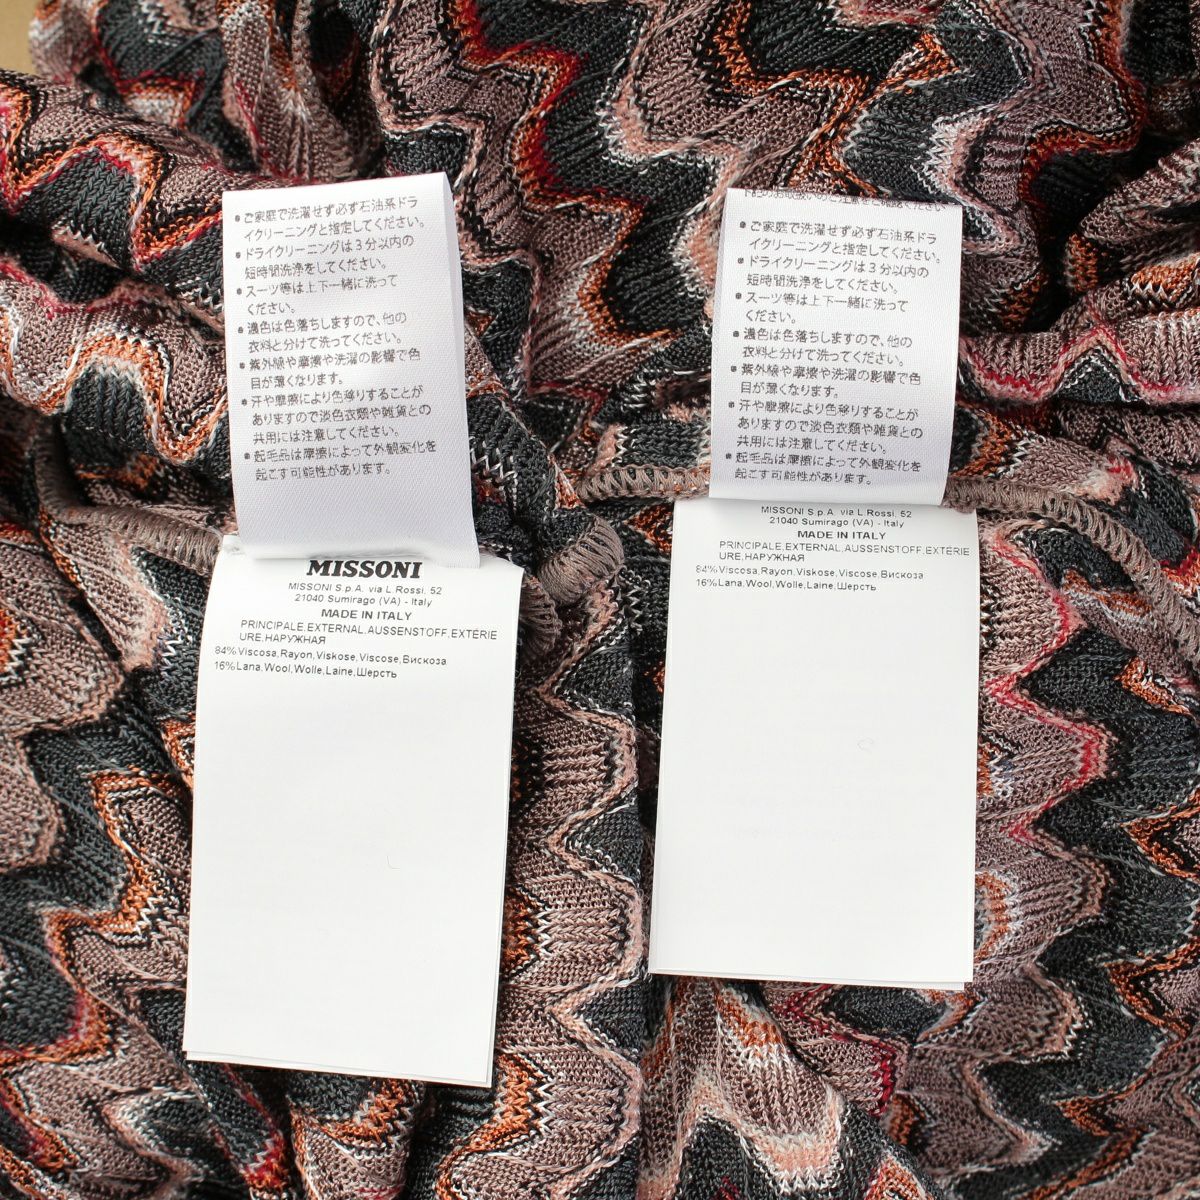 • ご家庭で洗濯せず必ず石油系ドラ
イクリーニングと指定してください。
• ドライクリーニングは3分以内の
短時間洗浄をしてください。
• スーツ等は上下一緒に洗って
ください。
• 濃色は色落ちしますので、他の
衣料と分けて洗ってください。
• 紫外線や摩擦や洗濯の影響で色
目が薄くなります。
• 汗や摩擦により色移りすることが
ありますので淡色衣類や雑貨との
共用には注意してください。
• 起毛品は摩擦によって外観変化を
起こす可能性があります。
MISSONI
MISSONI S.p.A. via L.Rossi, 52
21040 Sumirago (VA) - Italy
MADE IN ITALY
PRINCIPALE,EXTERNAL,AUSSENSTOFF,EXTÉRIE
URE,НАРУЖНАЯ
84%Viscosa,Rayon,Viskose,Viscose,Вискоза
16%Lana,Wool,Wolle,Laine,Шерсть
下記のお取扱いのご注意をご確認ください
• ご家庭で洗濯せず必ず石油系ドラ
イクリーニングと指定してください。
• ドライクリーニングは3分以内の
短時間洗浄をしてください。
• スーツ等は上下一緒に洗って
ください。
• 濃色は色落ちしますので、他の
衣料と分けて洗ってください。
• 紫外線や摩擦や洗濯の影響で色
目が薄くなります。
• 汗や摩擦により色移りすることが
ありますので淡色衣類や雑貨との
共用には注意してください。
• 起毛品は摩擦によって外観変化を
起こす可能性があります。
MISSONI S.p.A. via L.Rossi, 52
21040 Sumirago (VA) - Italy
MADE IN ITALY
PRINCIPALE,EXTERNAL,AUSSENSTOFF,EXTÉRIE
URE,НАРУЖНАЯ
84%Viscosa,Rayon,Viskose,Viscose,Вискоза
16%Lana,Wool,Wolle,Laine,Шерсть